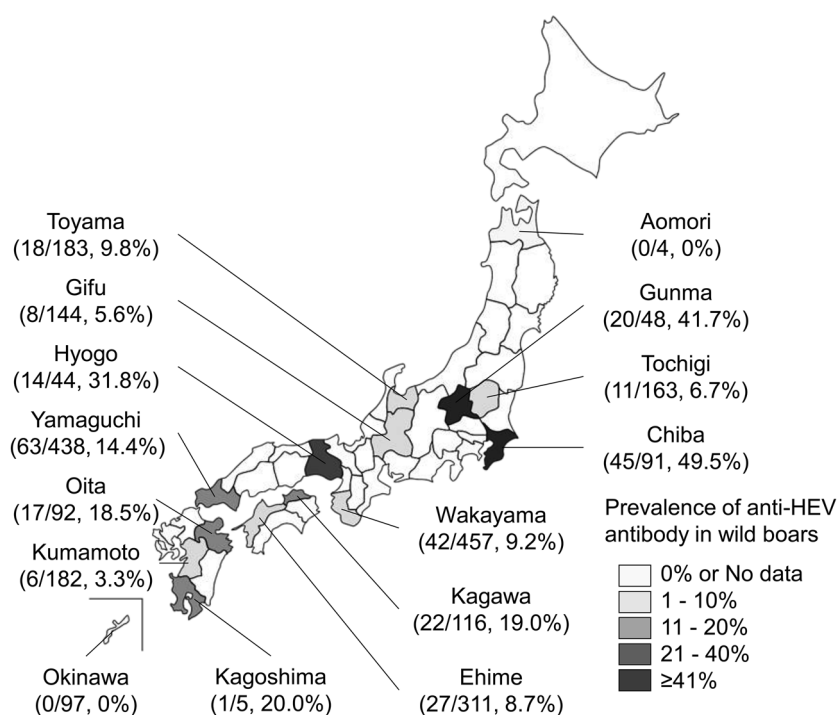 Toyama
(18/183, 9.8%)
Gifu
(8/144, 5.6%)
Hyogo
(14/44, 31.8%)
Yamaguchi
(63/438, 14.4%)
Oita
(17/92, 18.5%)
Kumamoto
(6/182, 3.3%)
Okinawa
(0/97, 0%)
Kagoshima
(1/5, 20.0%)
Ehime
(27/311, 8.7%)
Kagawa
(22/116, 19.0%)
Wakayama
(42/457, 9.2%)
Aomori
(0/4, 0%)
Gunma
(20/48, 41.7%)
Tochigi
(11/163, 6.7%)
Chiba
(45/91, 49.5%)
Prevalence of anti-HEV
antibody in wild boars
0% or No data
1 - 10%
11 - 20%
21 - 40%
≥41%